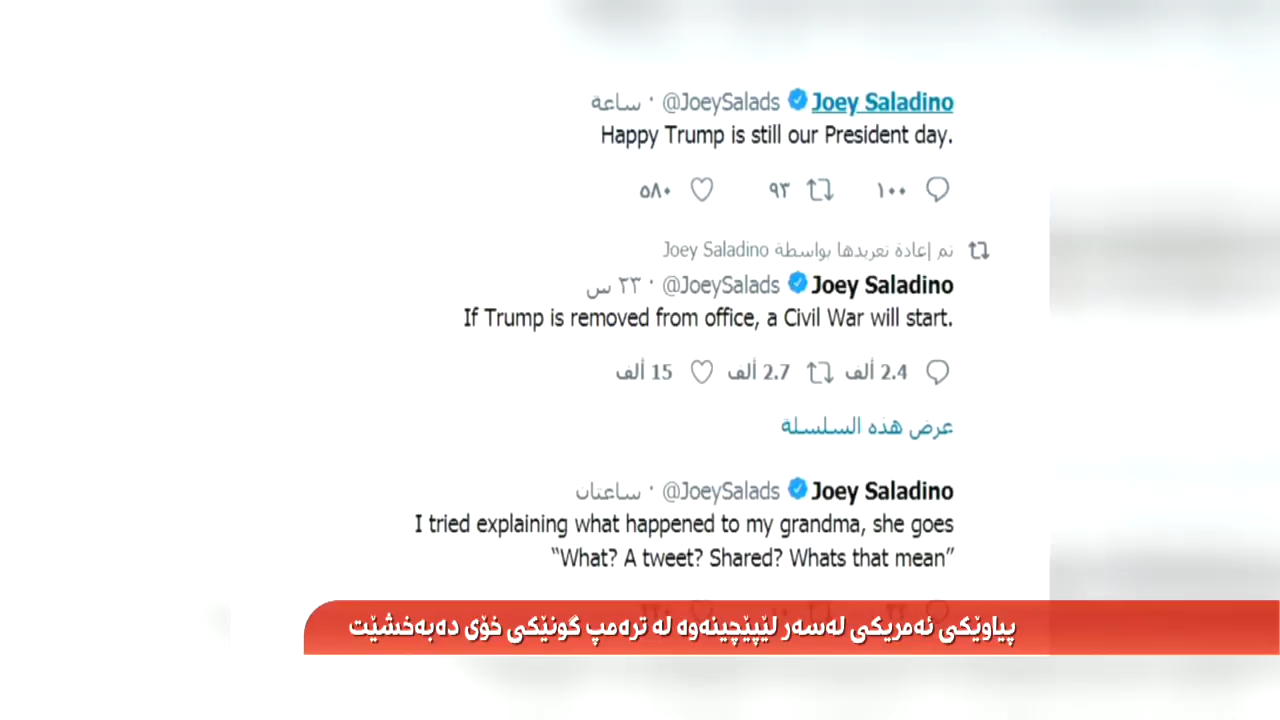 Joey Saladino @JoeySalads · ساعة
Happy Trump is still our President day.
١٠٠ ٩٣ ٥٨٠
تم إعادة تغريدها بواسطة Joey Saladino
Joey Saladino @JoeySalads · ٢٣ س
If Trump is removed from office, a Civil War will start.
2.4 ألف 2.7 ألف 15 ألف
عرض هذه السلسلة
Joey Saladino @JoeySalads · ساعتان
I tried explaining what happened to my grandma, she goes
“What? A tweet? Shared? Whats that mean”
پیاوێکی ئەمریکی لەسەر لێپێچینەوە لە ترەمپ گونێکی خۆی دەبەخشێت